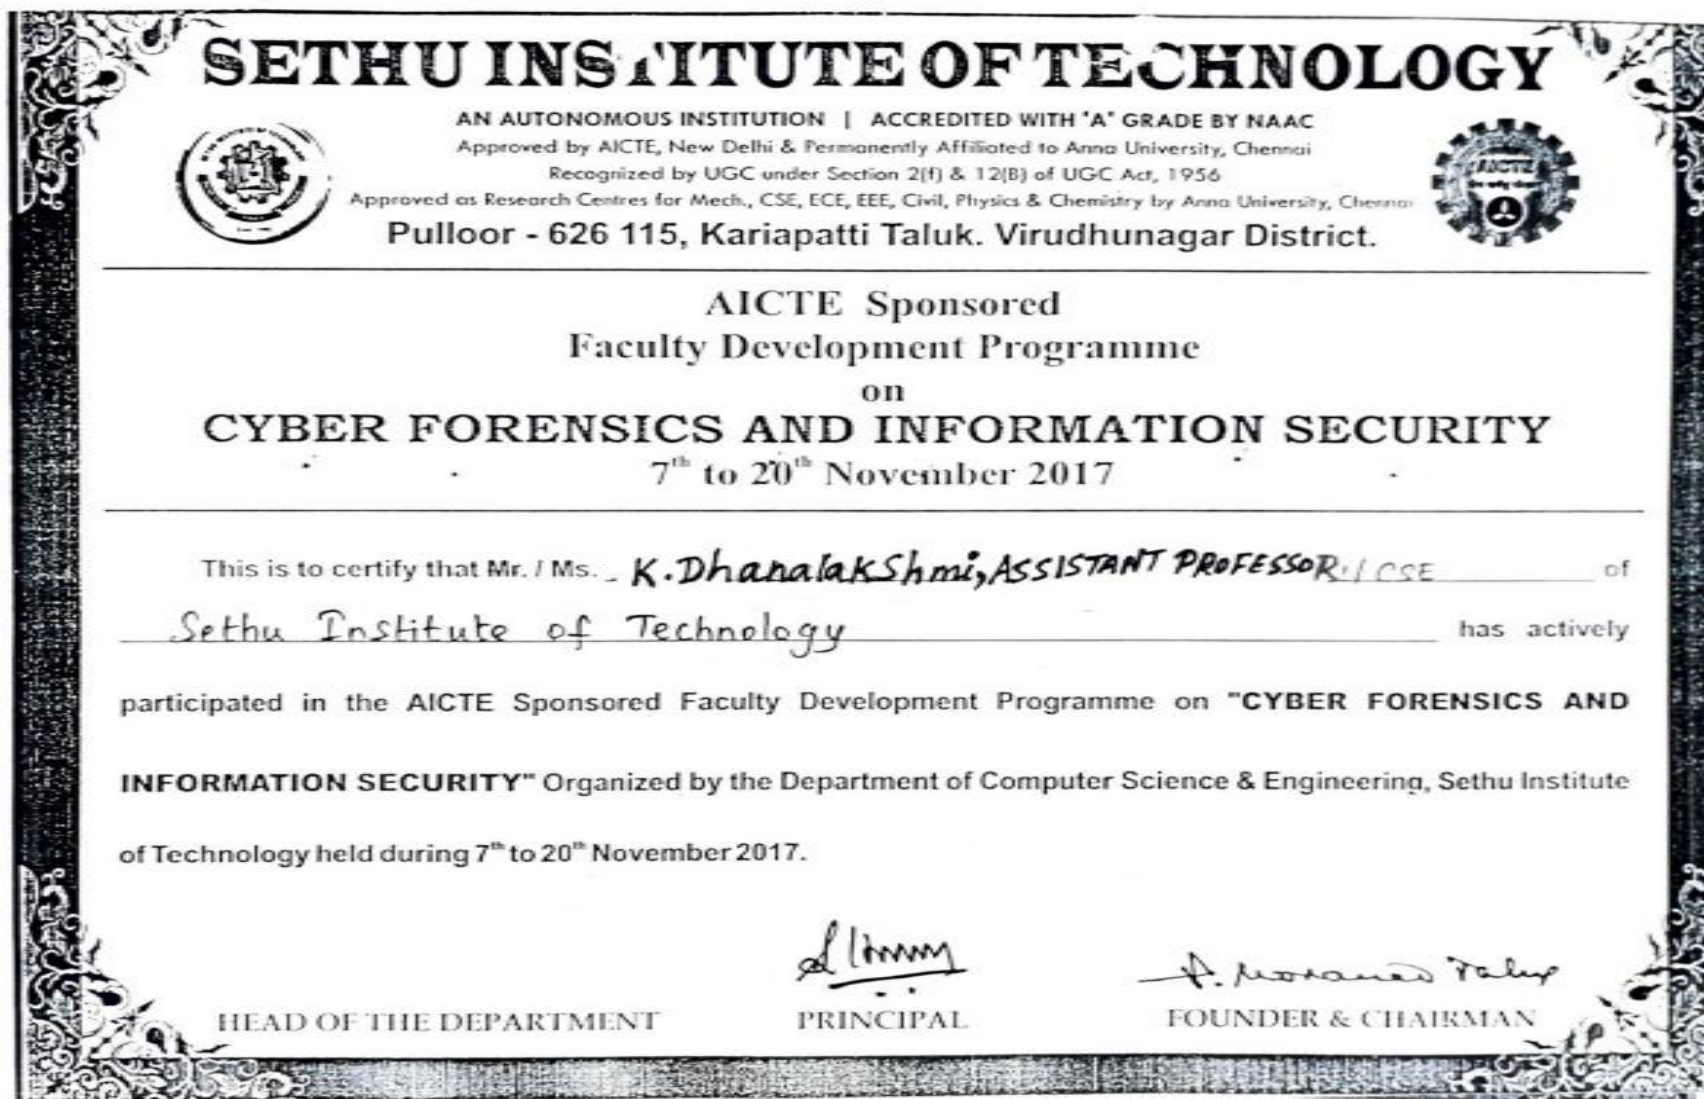 SETHU INSTITUTE OF TECHNOLOGY
AN AUTONOMOUS INSTITUTION | ACCREDITED WITH "A" GRADE BY NAAC
Approved by AICTE, New Delhi & Permanently Affiliated to Anna University, Chennai
Recognized by UGC under Section 2(f) & 12(B) of UGC Act, 1956
Approved as Research Centres for Mech., CSE, ECE, EEE, Civil, Physics & Chemistry by Anna University, Chennai
AICTE
Pulloor - 626 115, Kariapatti Taluk. Virudhunagar District.
AICTE Sponsored
Faculty Development Programme
on
CYBER FORENSICS AND INFORMATION SECURITY
7th to 20th November 2017
This is to certify that Mr. / Ms. K. Dhanalakshmi, ASSISTANT PROFESSOR / CSE of
Sethu Institute of Technology has actively
participated in the AICTE Sponsored Faculty Development Programme on "CYBER FORENSICS AND
INFORMATION SECURITY" Organized by the Department of Computer Science & Engineering, Sethu Institute
of Technology held during 7th to 20th November 2017.
HEAD OF THE DEPARTMENT PRINCIPAL FOUNDER & CHAIRMAN